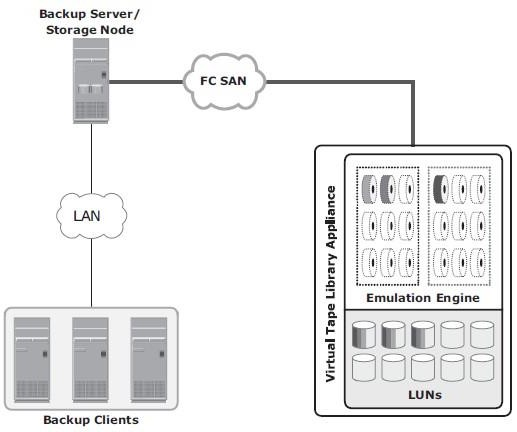 Backup Server/
Storage Node
FC SAN
LAN
Backup Clients
Virtual Tape Library Appliance
Emulation Engine
LUNs